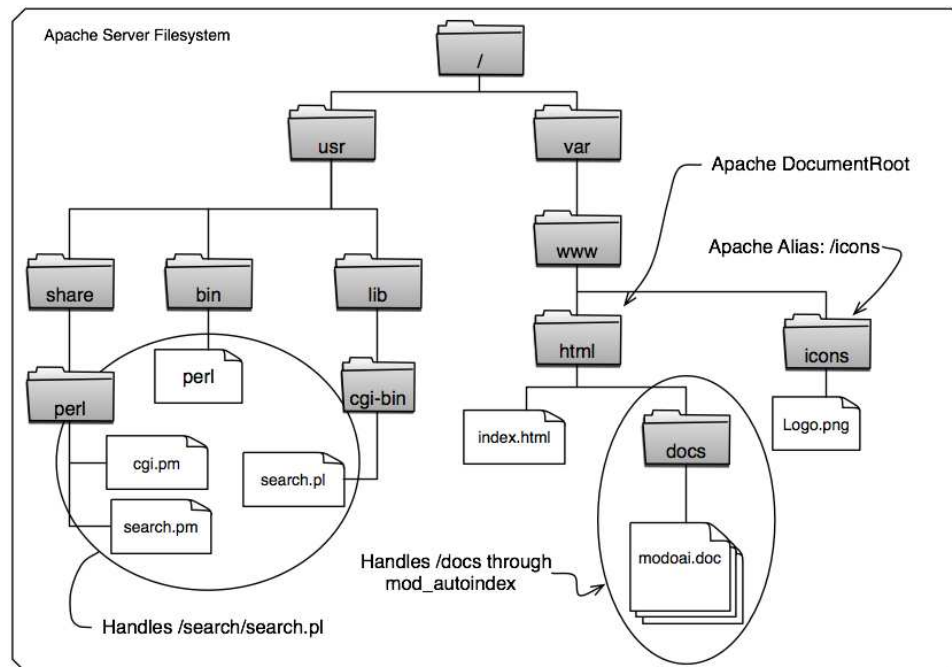 Apache Server Filesystem
/
usr
var
Apache DocumentRoot
www
Apache Alias: /icons
share
bin
lib
html
icons
perl
perl
cgi-bin
index.html
docs
Logo.png
cgi.pm
search.pl
search.pm
modoai.doc
Handles /docs through
mod_autoindex
Handles /search/search.pl